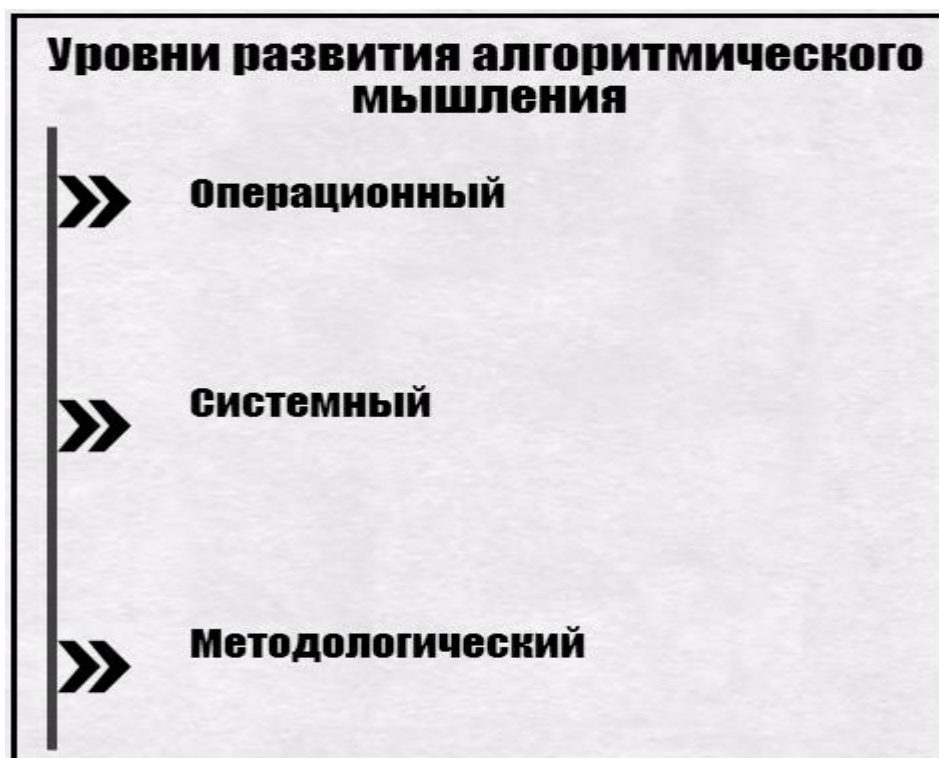 Уровни развития алгоритмического
мышления
Операционный
Системный
Методологический